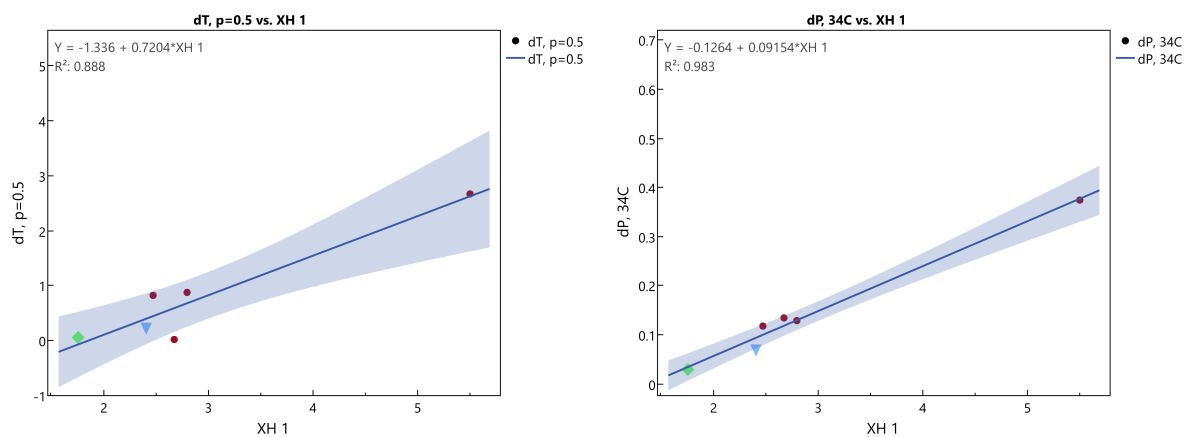 dT, p=0.5 vs. XH 1
Y = -1.336 + 0.7204*XH 1
R²: 0.888
dT, p=0.5
dT, p=0.5
5
4
3
2
1
0
-1
dT, p=0.5
2
3
4
5
XH 1
dP, 34C vs. XH 1
Y = -0.1264 + 0.09154*XH 1
R²: 0.983
dP, 34C
dP, 34C
0.7
0.6
0.5
0.4
0.3
0.2
0.1
0
dP, 34C
2
3
4
5
XH 1